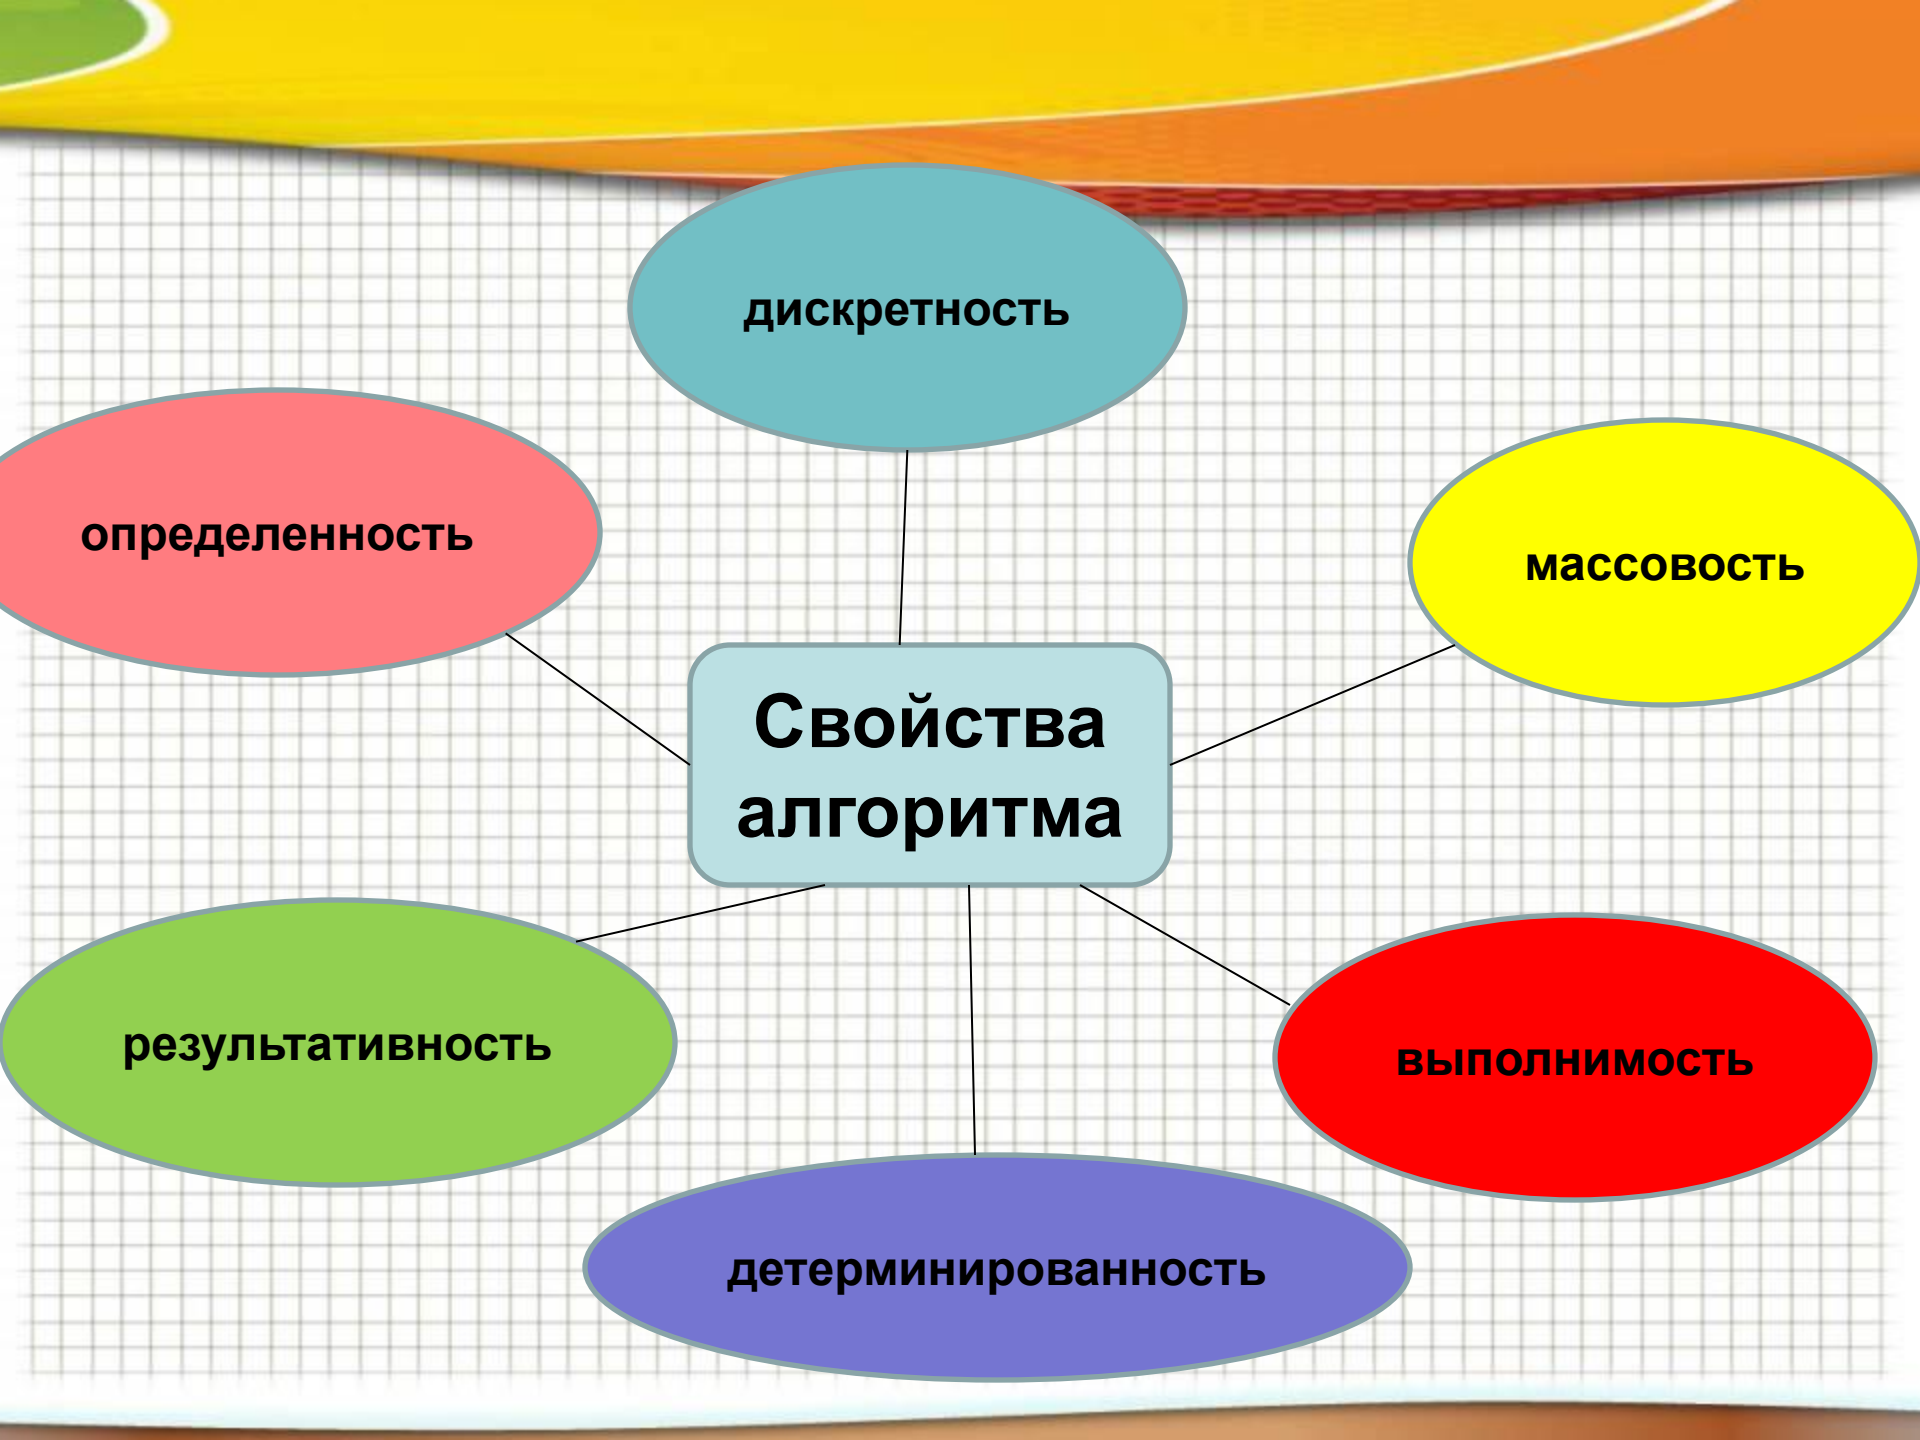 дискретность
определенность
массовость
Свойства
алгоритма
результативность
выполнимость
детерминированность